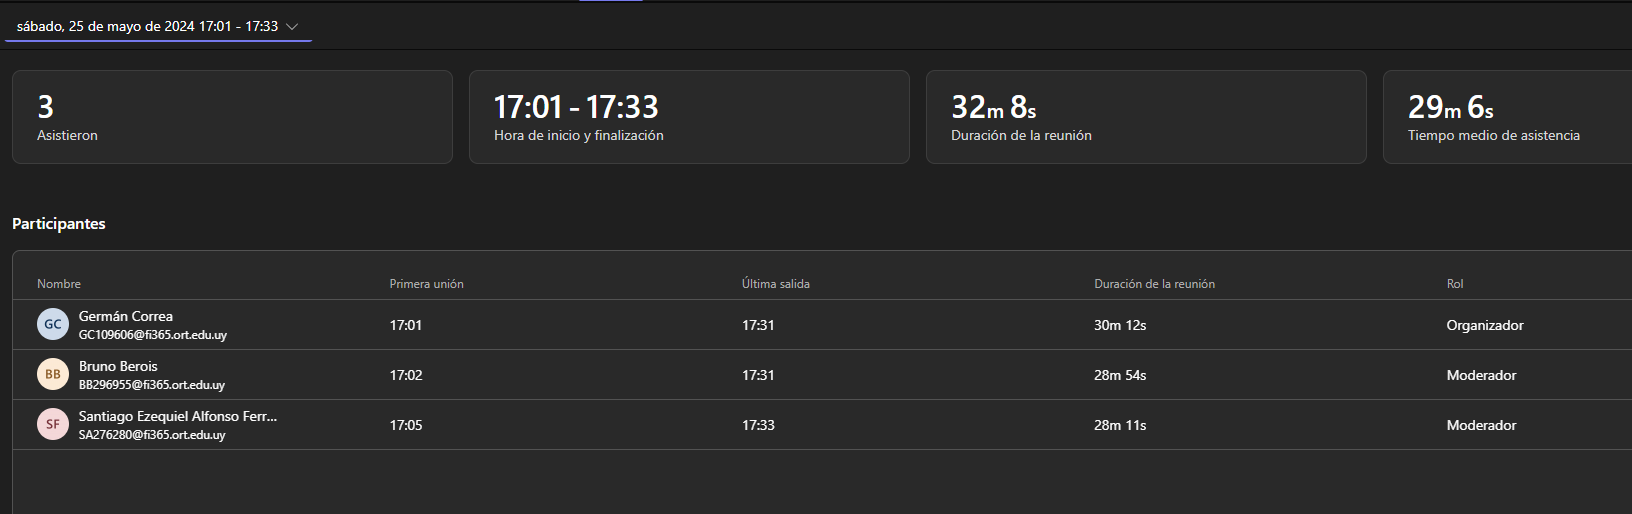 sábado, 25 de mayo de 2024 17:01 - 17:33
3
Asistieron
17:01 - 17:33
Hora de inicio y finalización
32m 8s
Duración de la reunión
29m 6s
Tiempo medio de asistencia
Participantes
Nombre Primera unión Última salida Duración de la reunión Rol
GC Germán Correa 17:01 17:31 30m 12s Organizador
GC109606@fi365.ort.edu.uy
BB Bruno Berois 17:02 17:31 28m 54s Moderador
BB296955@fi365.ort.edu.uy
SF Santiago Ezequiel Alfonso Ferr... 17:05 17:33 28m 11s Moderador
SA276280@fi365.ort.edu.uy